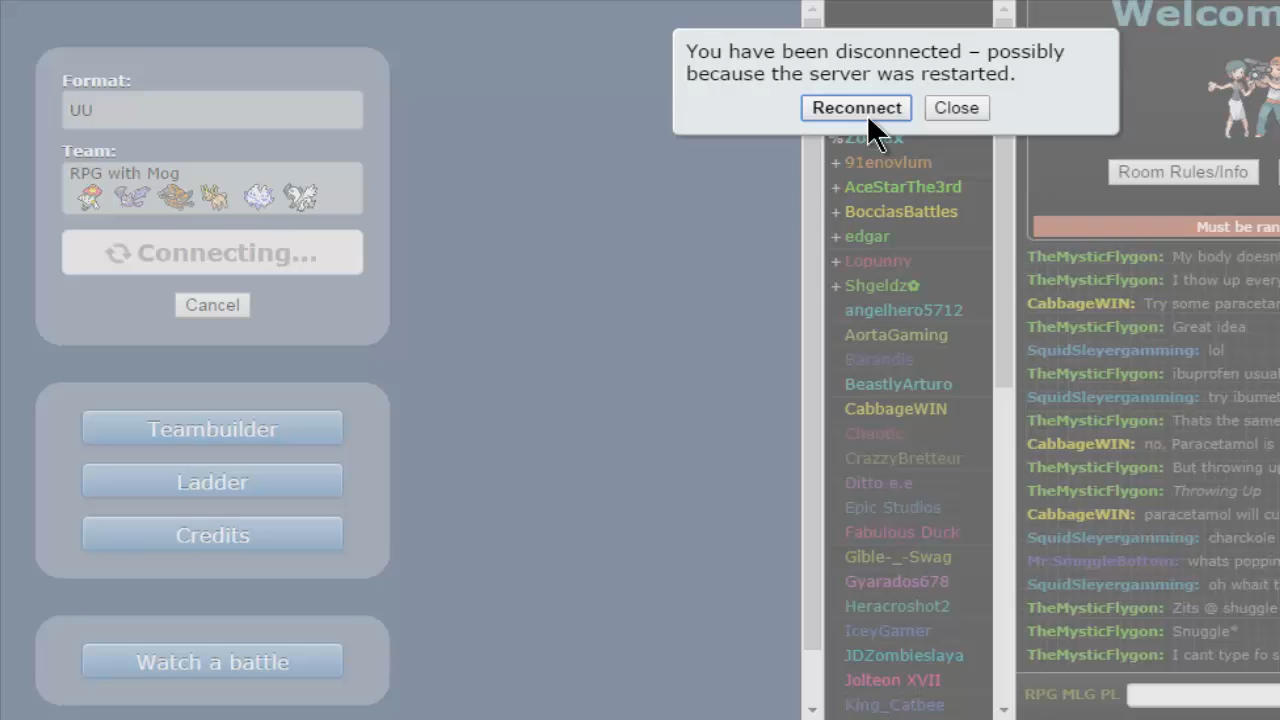 Format:
UU
Team:
RPG with Mog
Connecting...
Cancel
Teambuilder
Ladder
Credits
Watch a battle
You have been disconnected – possibly
because the server was restarted.
Reconnect
Close
+ 91enovlum
+ AceStarThe3rd
+ BocciasBattles
+ edgar
+ Lopunny
+ Shgeldz✿
angelhero5712
AortaGaming
Barandis
BeastlyArturo
CabbageWIN
Chaotic
CrazzyBretteur
Ditto e.e
Epic Studios
Fabulous Duck
Gible-_-Swag
Gyarados678
Heracroshot2
IceyGamer
JDZombieslaya
Jolteon XVII
King_Catbee
Welcom
Room Rules/Info
Must be ran
TheMysticFlygon: My body doesn
TheMysticFlygon: I thow up every
CabbageWIN: Try some paracetar
TheMysticFlygon: Great idea
SquidSleyergamming: lol
TheMysticFlygon: ibuprofen usual
SquidSleyergamming: try ibumet
TheMysticFlygon: Thats the same
CabbageWIN: no, Paracetamol is
TheMysticFlygon: But throwing up
TheMysticFlygon: Throwing Up
CabbageWIN: paracetamol will cu
SquidSleyergamming: charckole
Mr.SnuggleBottom: whats poppin
SquidSleyergamming: oh whait t
TheMysticFlygon: Zits @ shuggle
TheMysticFlygon: Snuggle*
TheMysticFlygon: I cant type fo s
RPG MLG PL